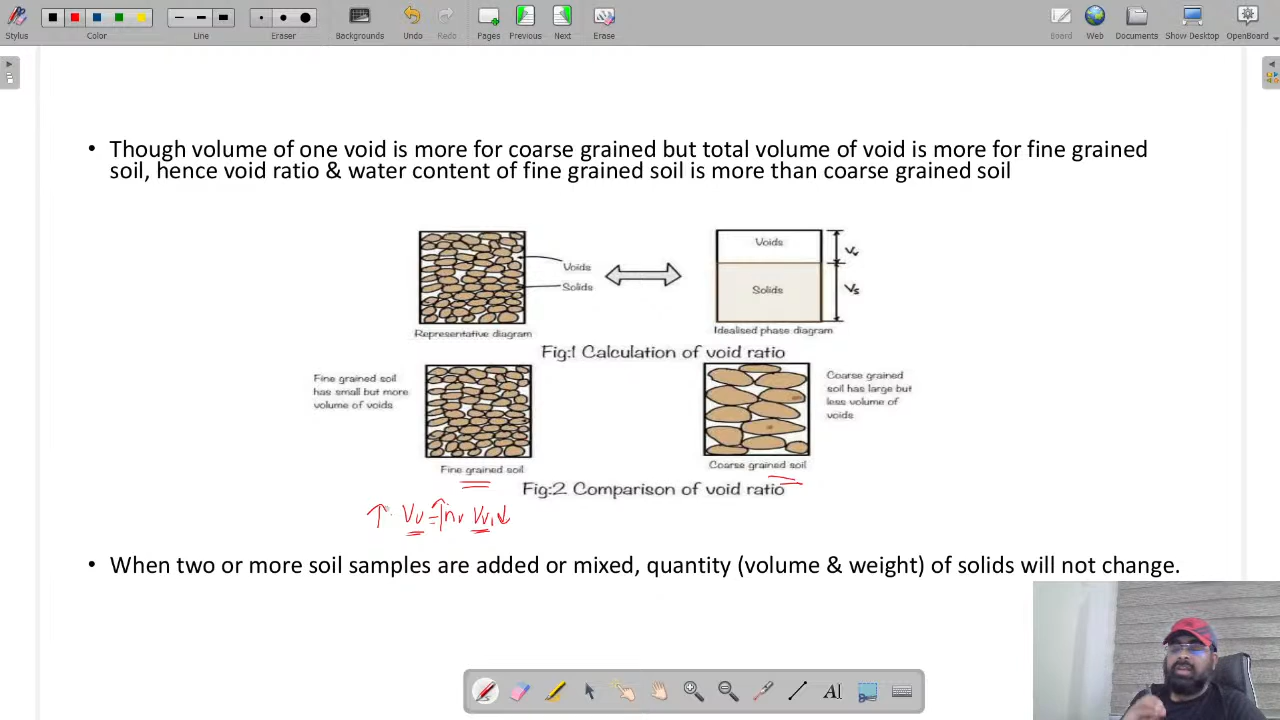 Stylus
Color
Line
Eraser
Backgrounds
Undo
Redo
Pages
Previous
Next
Erase
Board
Web
Documents
Show Desktop
OpenBoard
• Though volume of one void is more for coarse grained but total volume of void is more for fine grained
soil, hence void ratio & water content of fine grained soil is more than coarse grained soil
Voids
Solids
Representative diagram
Voids
Solids
Vv
Vs
Idealised phase diagram
Fig:1 Calculation of void ratio
Fine grained soil
has small but more
volume of voids
Fine grained soil
Coarse grained
soil has large but
less volume of
voids
Coarse grained soil
Fig:2 Comparison of void ratio
↑ Vv = ↑nv Vv1↓
• When two or more soil samples are added or mixed, quantity (volume & weight) of solids will not change.
AI